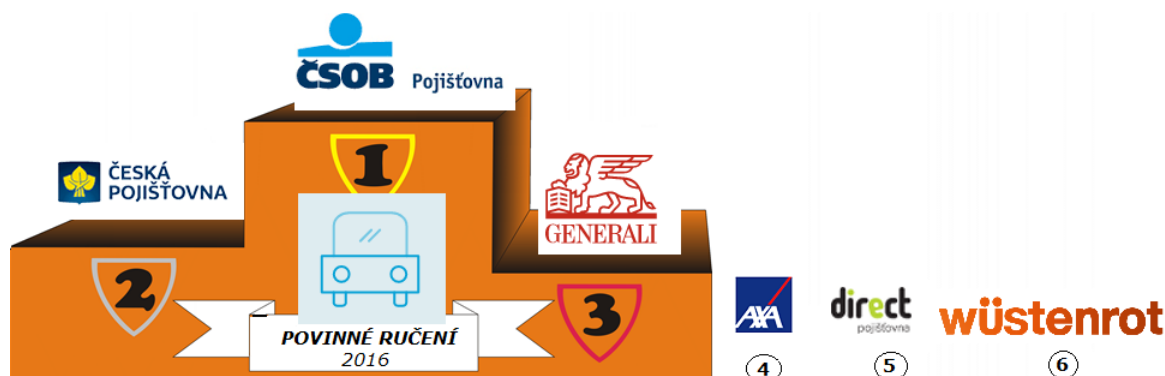 ČSOB Pojišťovna
1
ČESKÁ
POJIŠŤOVNA
GENERALI
2
3
POVINNÉ RUČENÍ
2016
AXA
direct
pojišťovna
wüstenrot
4
5
6